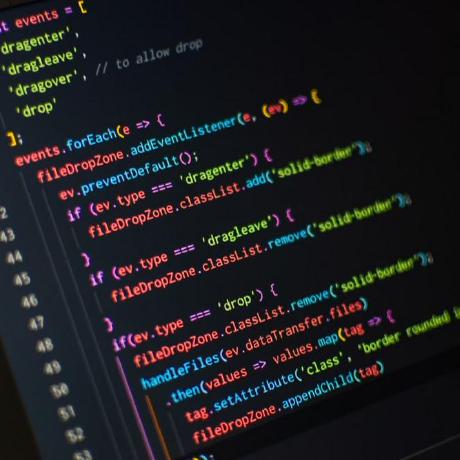 t events = [
'dragenter',
'dragleave',
'dragover', // to allow drop
'drop'
];
events.forEach(e => {
fileDropZone.addEventListener(e, (ev) => {
ev.preventDefault();
if (ev.type === 'dragenter') {
2 fileDropZone.classList.add('solid-border');
43 }
44 if (ev.type === 'dragleave') {
45 fileDropZone.classList.remove('solid-border');
46 }
47 if(ev.type === 'drop') {
48 fileDropZone.classList.remove('solid-border');
49 handleFiles(ev.dataTransfer.files)
50 .then(values => values.map(tag => {
51 tag.setAttribute('class', 'border rounded
52 fileDropZone.appendChild(tag)
53 });